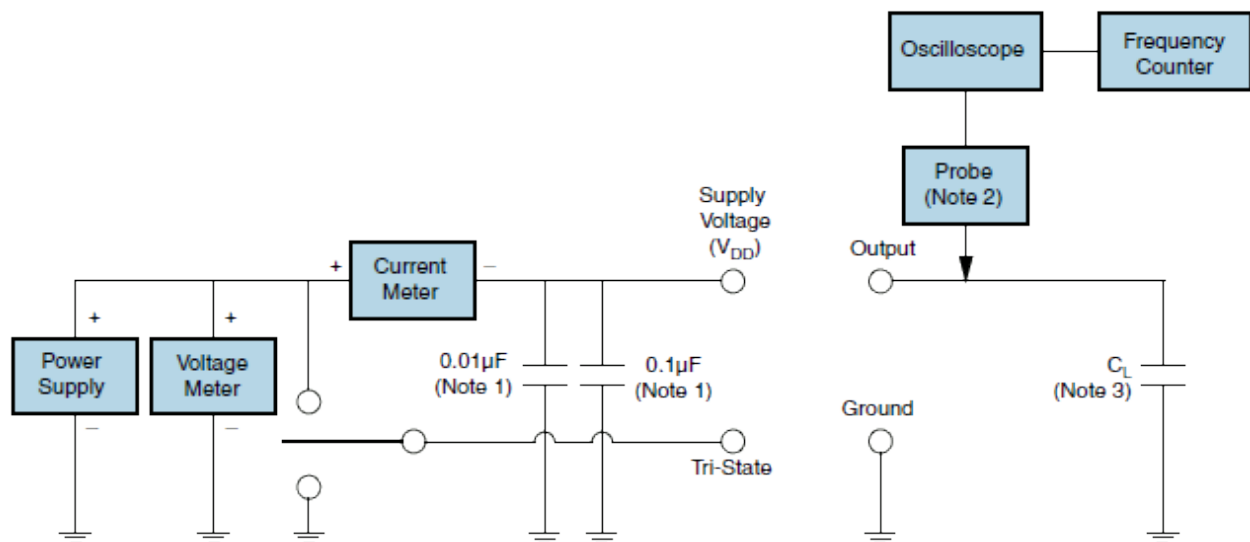 Oscilloscope
Frequency
Counter
Probe
(Note 2)
Supply
Voltage
(VDD)
Output
+
Current
Meter
−
+
Power
Supply
−
+
Voltage
Meter
−
0.01µF
(Note 1)
0.1µF
(Note 1)
CL
(Note 3)
Ground
Tri-State